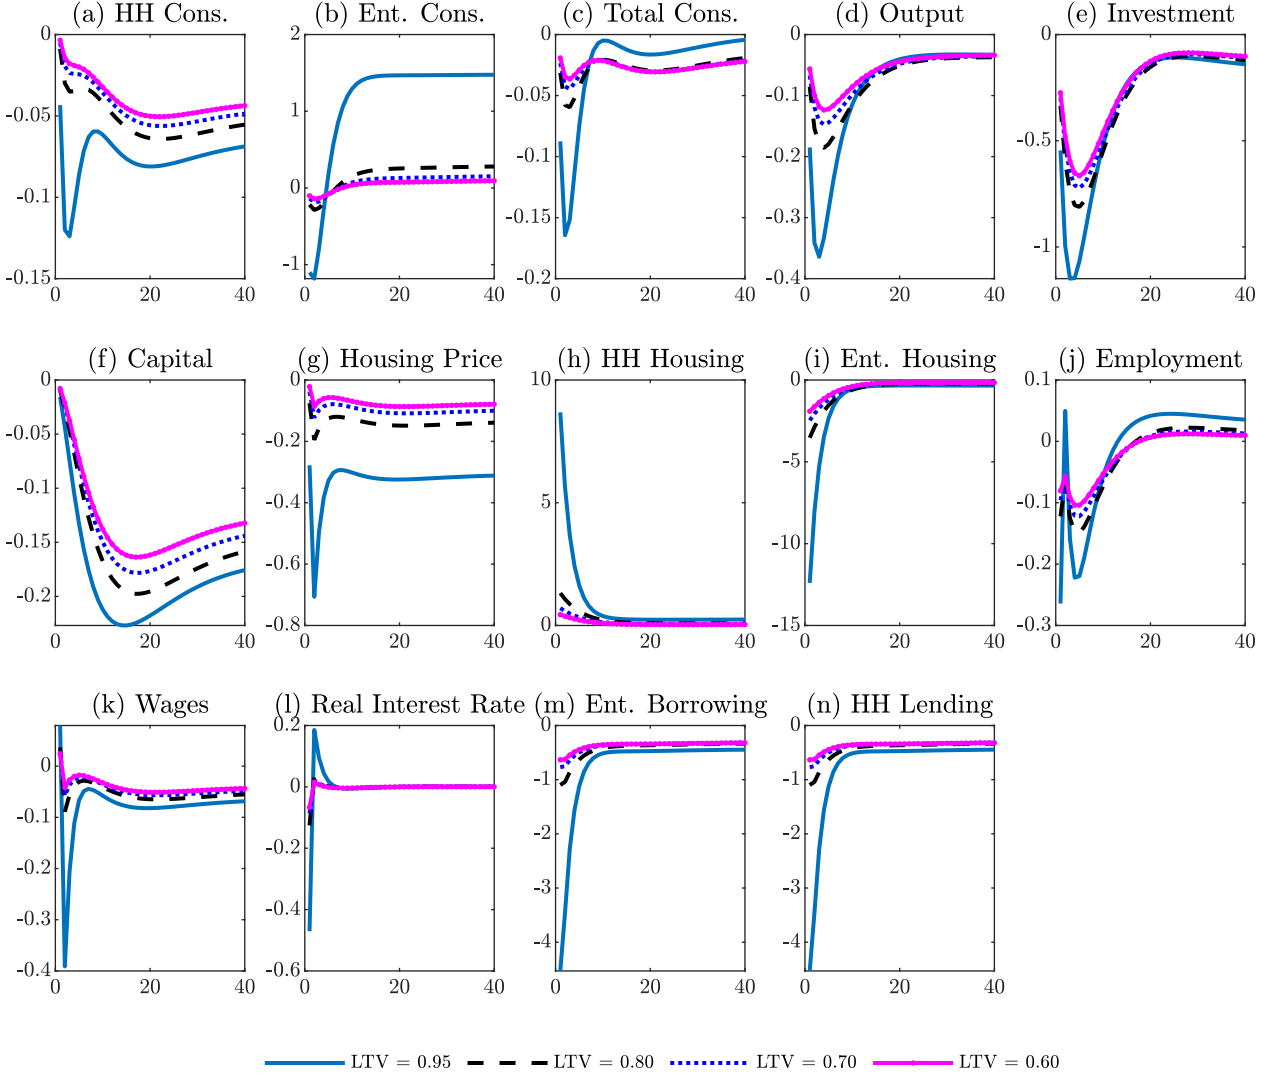 (a) HH Cons. (b) Ent. Cons. (c) Total Cons. (d) Output (e) Investment
0 2 0 0 0
-0.05 1 -0.05 -0.1 -0.5
-0.1 0 -0.1 -0.2 -1
-0.15 -1 -0.15 -0.3
-0.2 -0.4
0 20 40 0 20 40 0 20 40 0 20 40 0 20 40
(f) Capital (g) Housing Price (h) HH Housing (i) Ent. Housing (j) Employment
0 0 10 0 0.1
-0.05 -0.2 5 -5 0
-0.1 -0.4 0 -10 -0.1
-0.15 -0.6 -15 -0.2
-0.2 -0.8 -0.3
0 20 40 0 20 40 0 20 40 0 20 40 0 20 40
(k) Wages (l) Real Interest Rate (m) Ent. Borrowing (n) HH Lending
0 0.2 0 0
-0.1 0 -1 -1
-0.2 -0.2 -2 -2
-0.3 -0.4 -3 -3
-0.4 -0.6 -4 -4
0 20 40 0 20 40 0 20 40 0 20 40
LTV = 0.95 LTV = 0.80 LTV = 0.70 LTV = 0.60